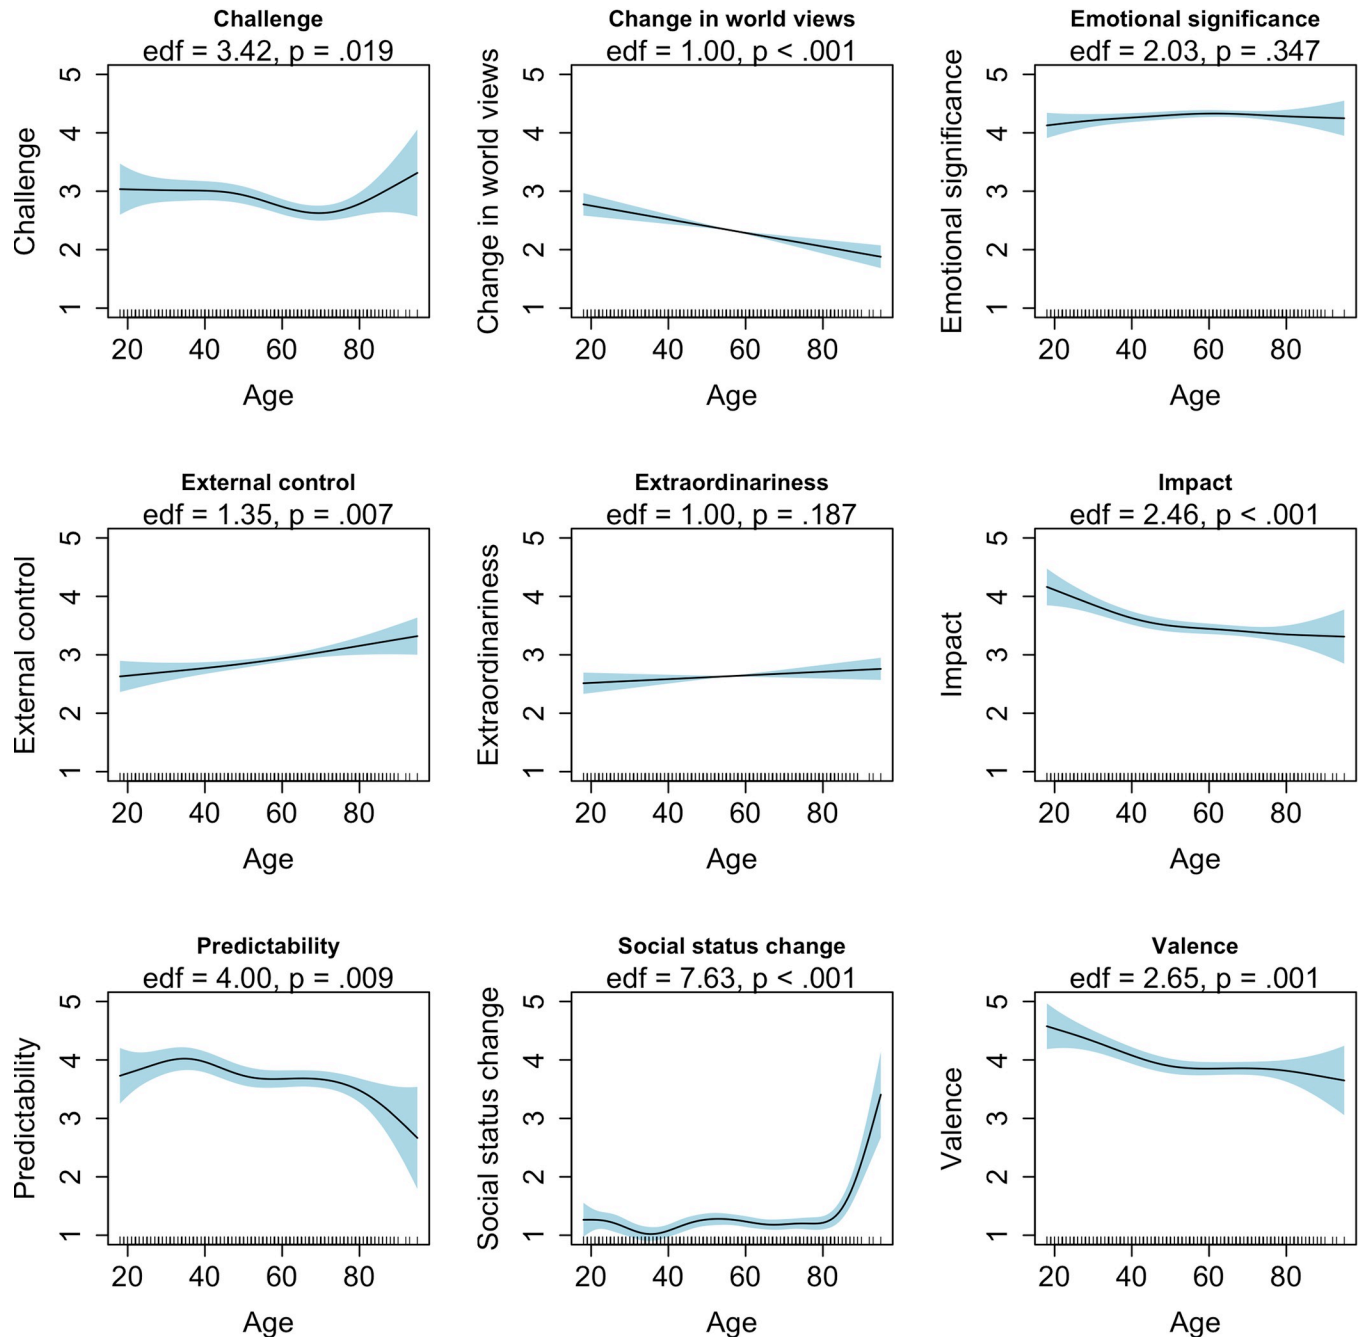 Challenge
edf = 3.42, p = .019
Challenge
5
4
3
2
1
20 40 60 80
Age
Change in world views
edf = 1.00, p < .001
Change in world views
5
4
3
2
1
20 40 60 80
Age
Emotional significance
edf = 2.03, p = .347
Emotional significance
5
4
3
2
1
20 40 60 80
Age
External control
edf = 1.35, p = .007
External control
5
4
3
2
1
20 40 60 80
Age
Extraordinariness
edf = 1.00, p = .187
Extraordinariness
5
4
3
2
1
20 40 60 80
Age
Impact
edf = 2.46, p < .001
Impact
5
4
3
2
1
20 40 60 80
Age
Predictability
edf = 4.00, p = .009
Predictability
5
4
3
2
1
20 40 60 80
Age
Social status change
edf = 7.63, p < .001
Social status change
5
4
3
2
1
20 40 60 80
Age
Valence
edf = 2.65, p = .001
Valence
5
4
3
2
1
20 40 60 80
Age